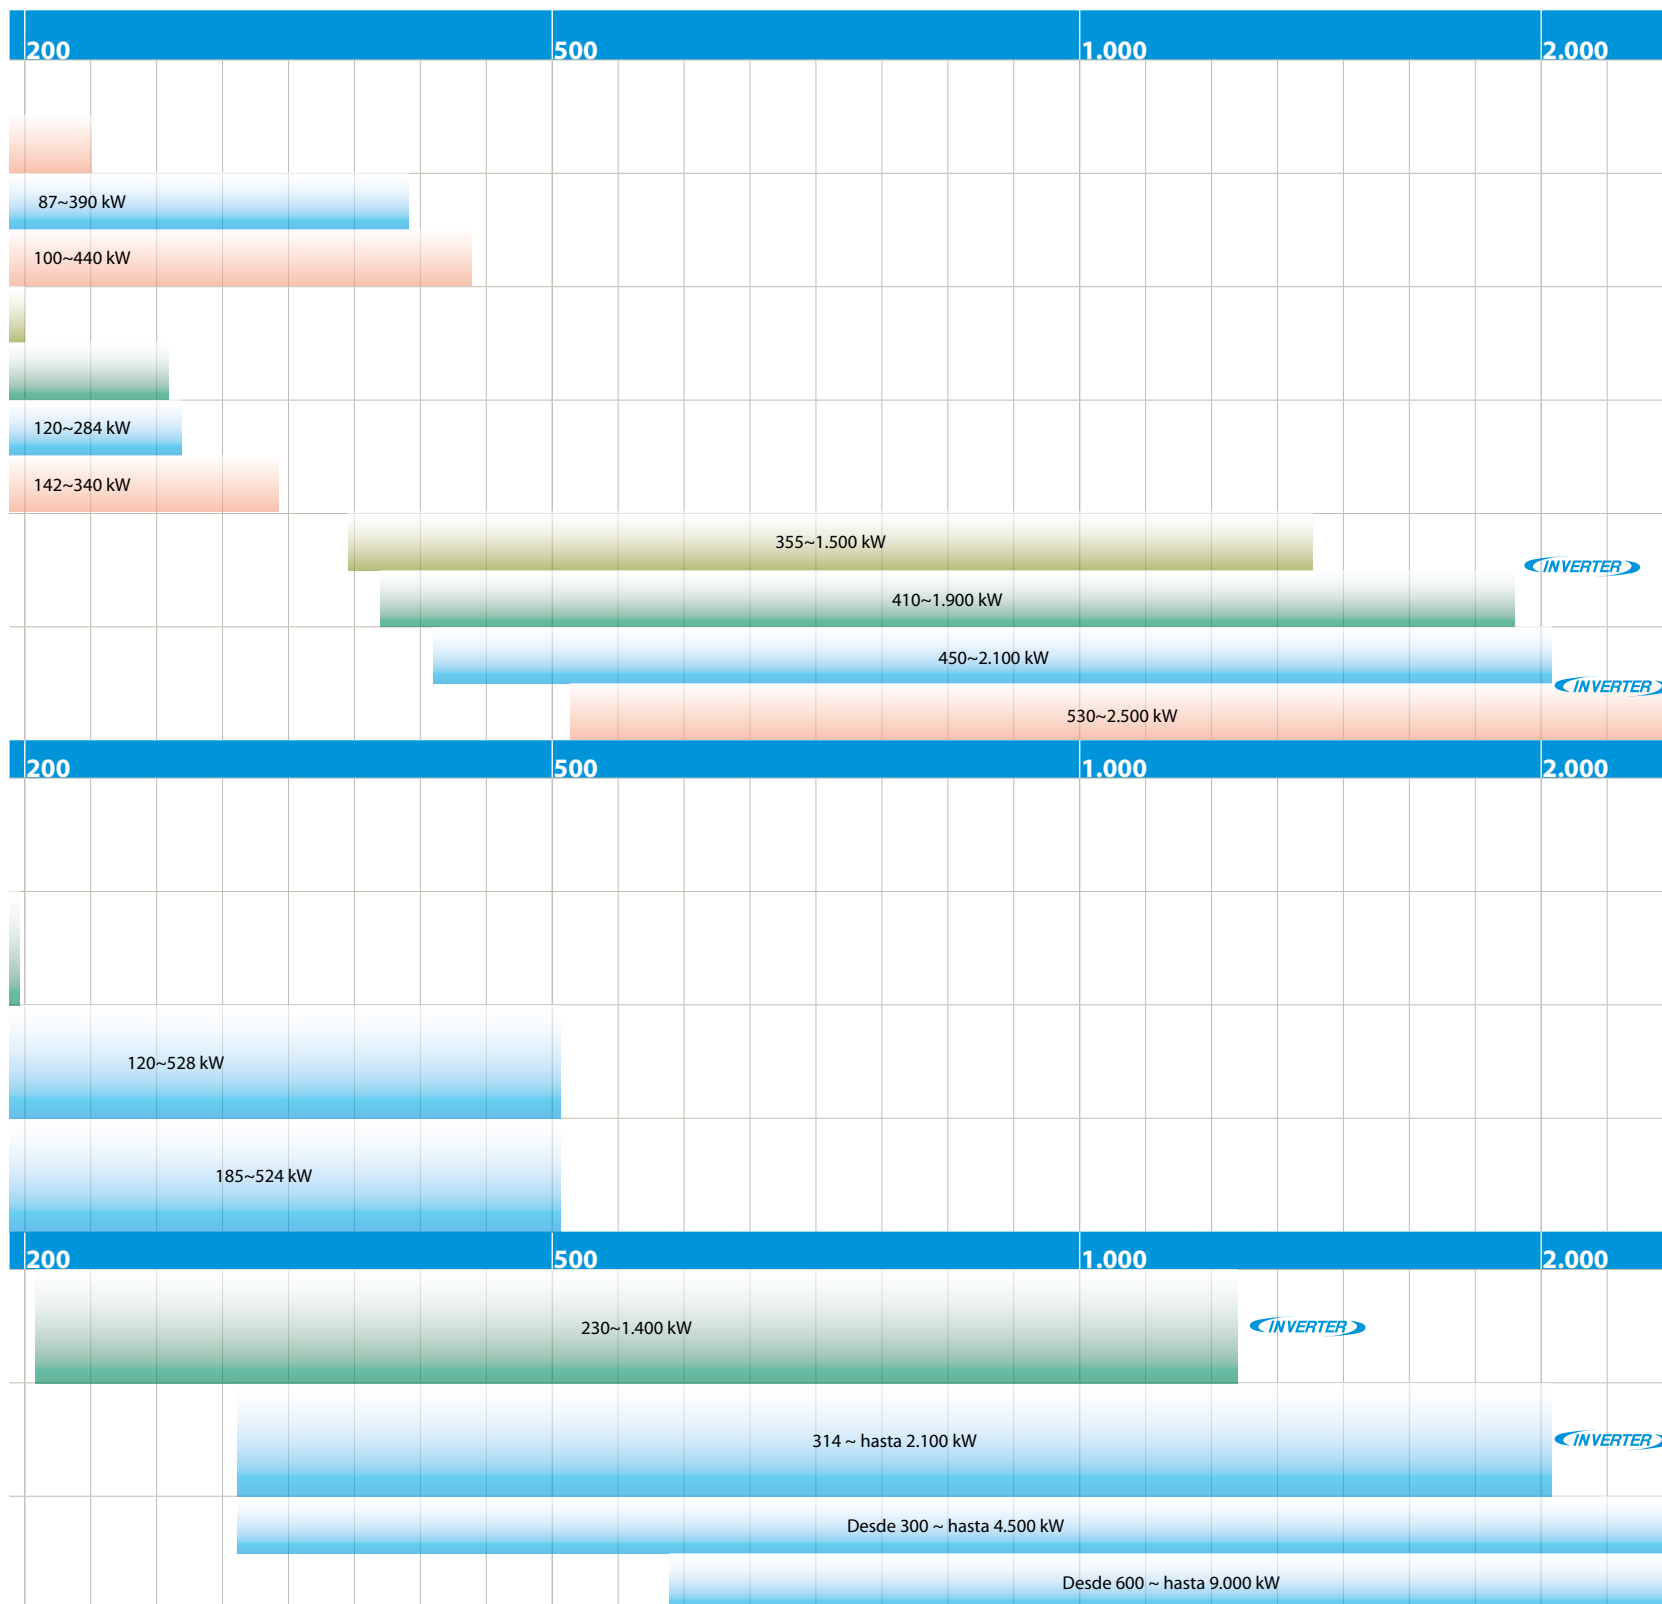 200 500 1.000 2.000
87~390 kW
100~440 kW
120~284 kW
142~340 kW
355~1.500 kW
INVERTER
410~1.900 kW
450~2.100 kW
INVERTER
530~2.500 kW
200 500 1.000 2.000
120~528 kW
185~524 kW
200 500 1.000 2.000
230~1.400 kW
INVERTER
314 ~ hasta 2.100 kW
INVERTER
Desde 300 ~ hasta 4.500 kW
Desde 600 ~ hasta 9.000 kW